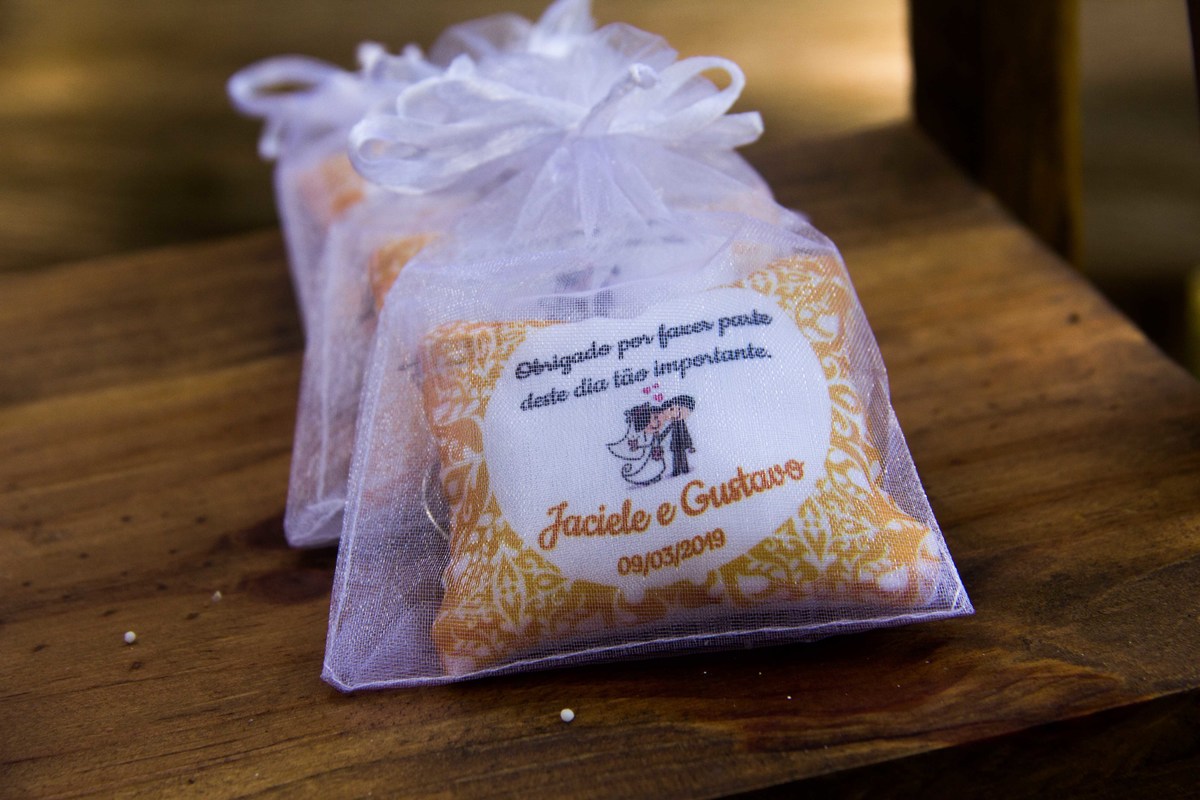 Obrigado por fazer parte
deste dia tão importante.
Jaciele e Gustavo
09/03/2019